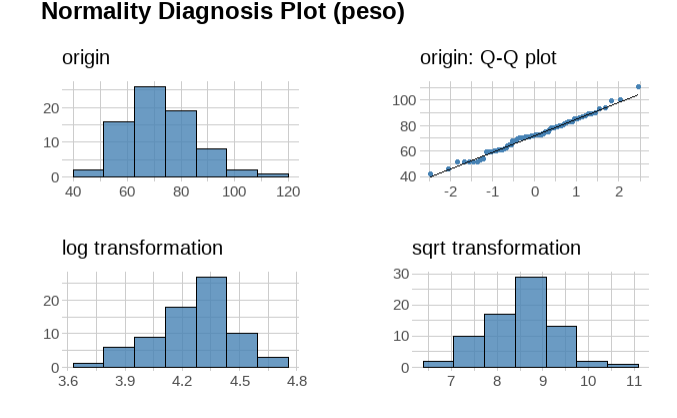 Normality Diagnosis Plot (peso)
origin
20
10
0
40 60 80 100 120
origin: Q-Q plot
100
80
60
40
-2 -1 0 1 2
log transformation
20
10
0
3.6 3.9 4.2 4.5 4.8
sqrt transformation
30
20
10
0
7 8 9 10 11